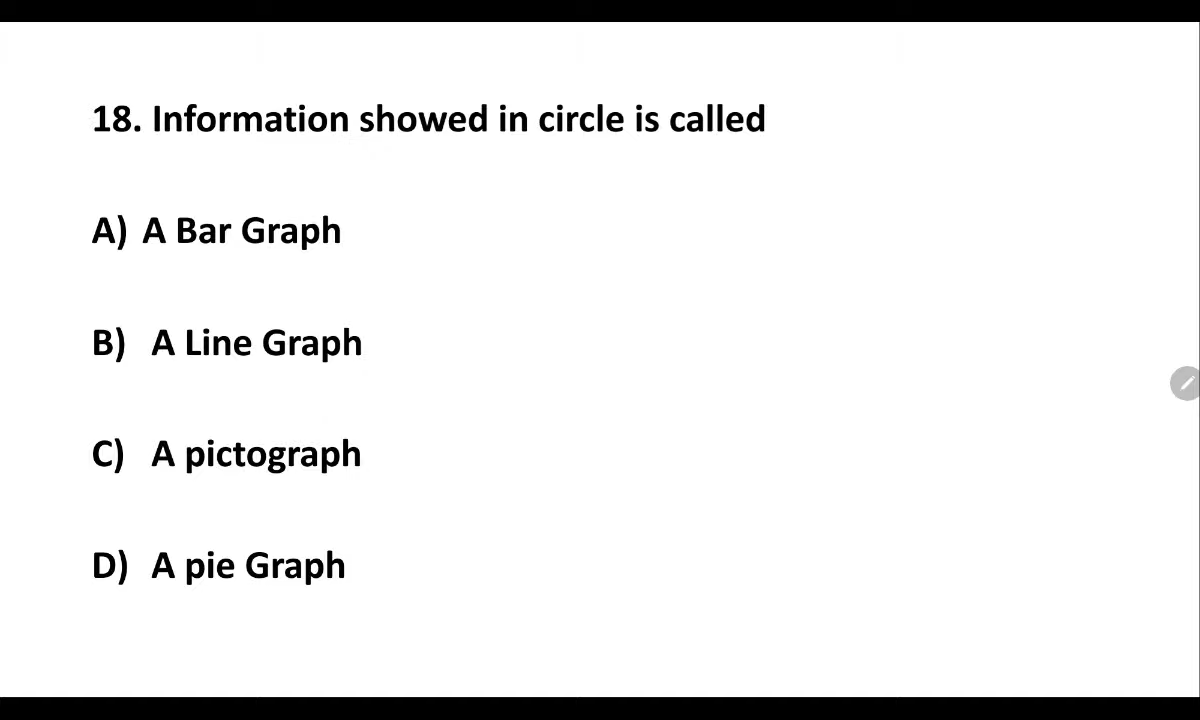 18. Information showed in circle is called
A) A Bar Graph
B) A Line Graph
C) A pictograph
D) A pie Graph